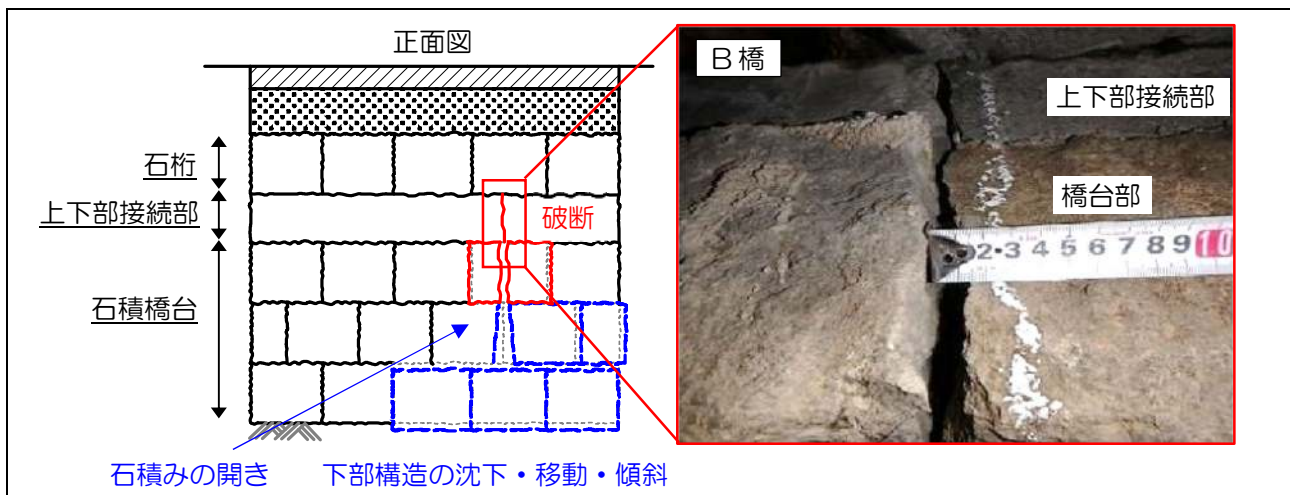 正面図
石桁
上下部接続部
石積橋台
破断
石積みの開き
下部構造の沈下・移動・傾斜
B橋
上下部接続部
橋台部
2 3 4 5 6 7 8 9 10